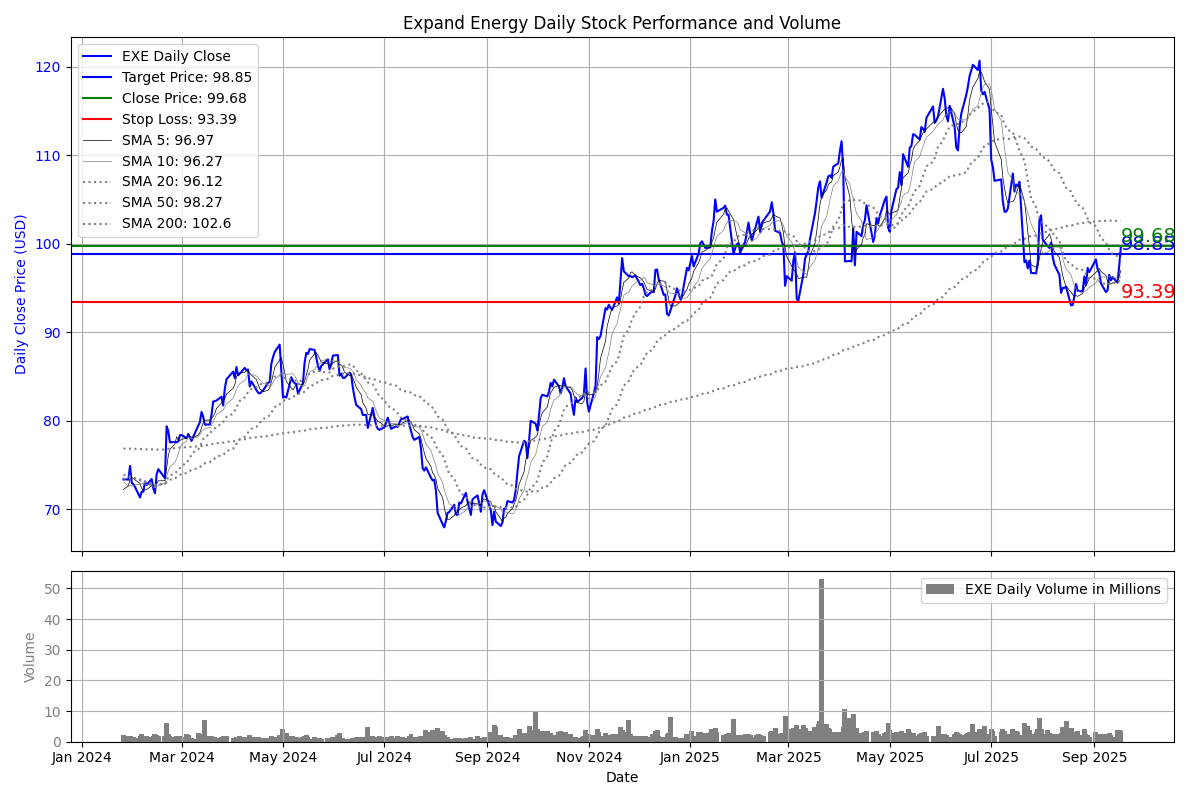 Expand Energy Daily Stock Performance and Volume
Daily Close Price (USD)
120
110
100
90
80
70
EXE Daily Close
Target Price: 98.85
Close Price: 99.68
Stop Loss: 93.39
SMA 5: 96.97
SMA 10: 96.27
SMA 20: 96.12
SMA 50: 98.27
SMA 200: 102.6
99.68
98.85
93.39
Volume
50
40
30
20
10
0
EXE Daily Volume in Millions
Jan 2024 Mar 2024 May 2024 Jul 2024 Sep 2024 Nov 2024 Jan 2025 Mar 2025 May 2025 Jul 2025 Sep 2025
Date